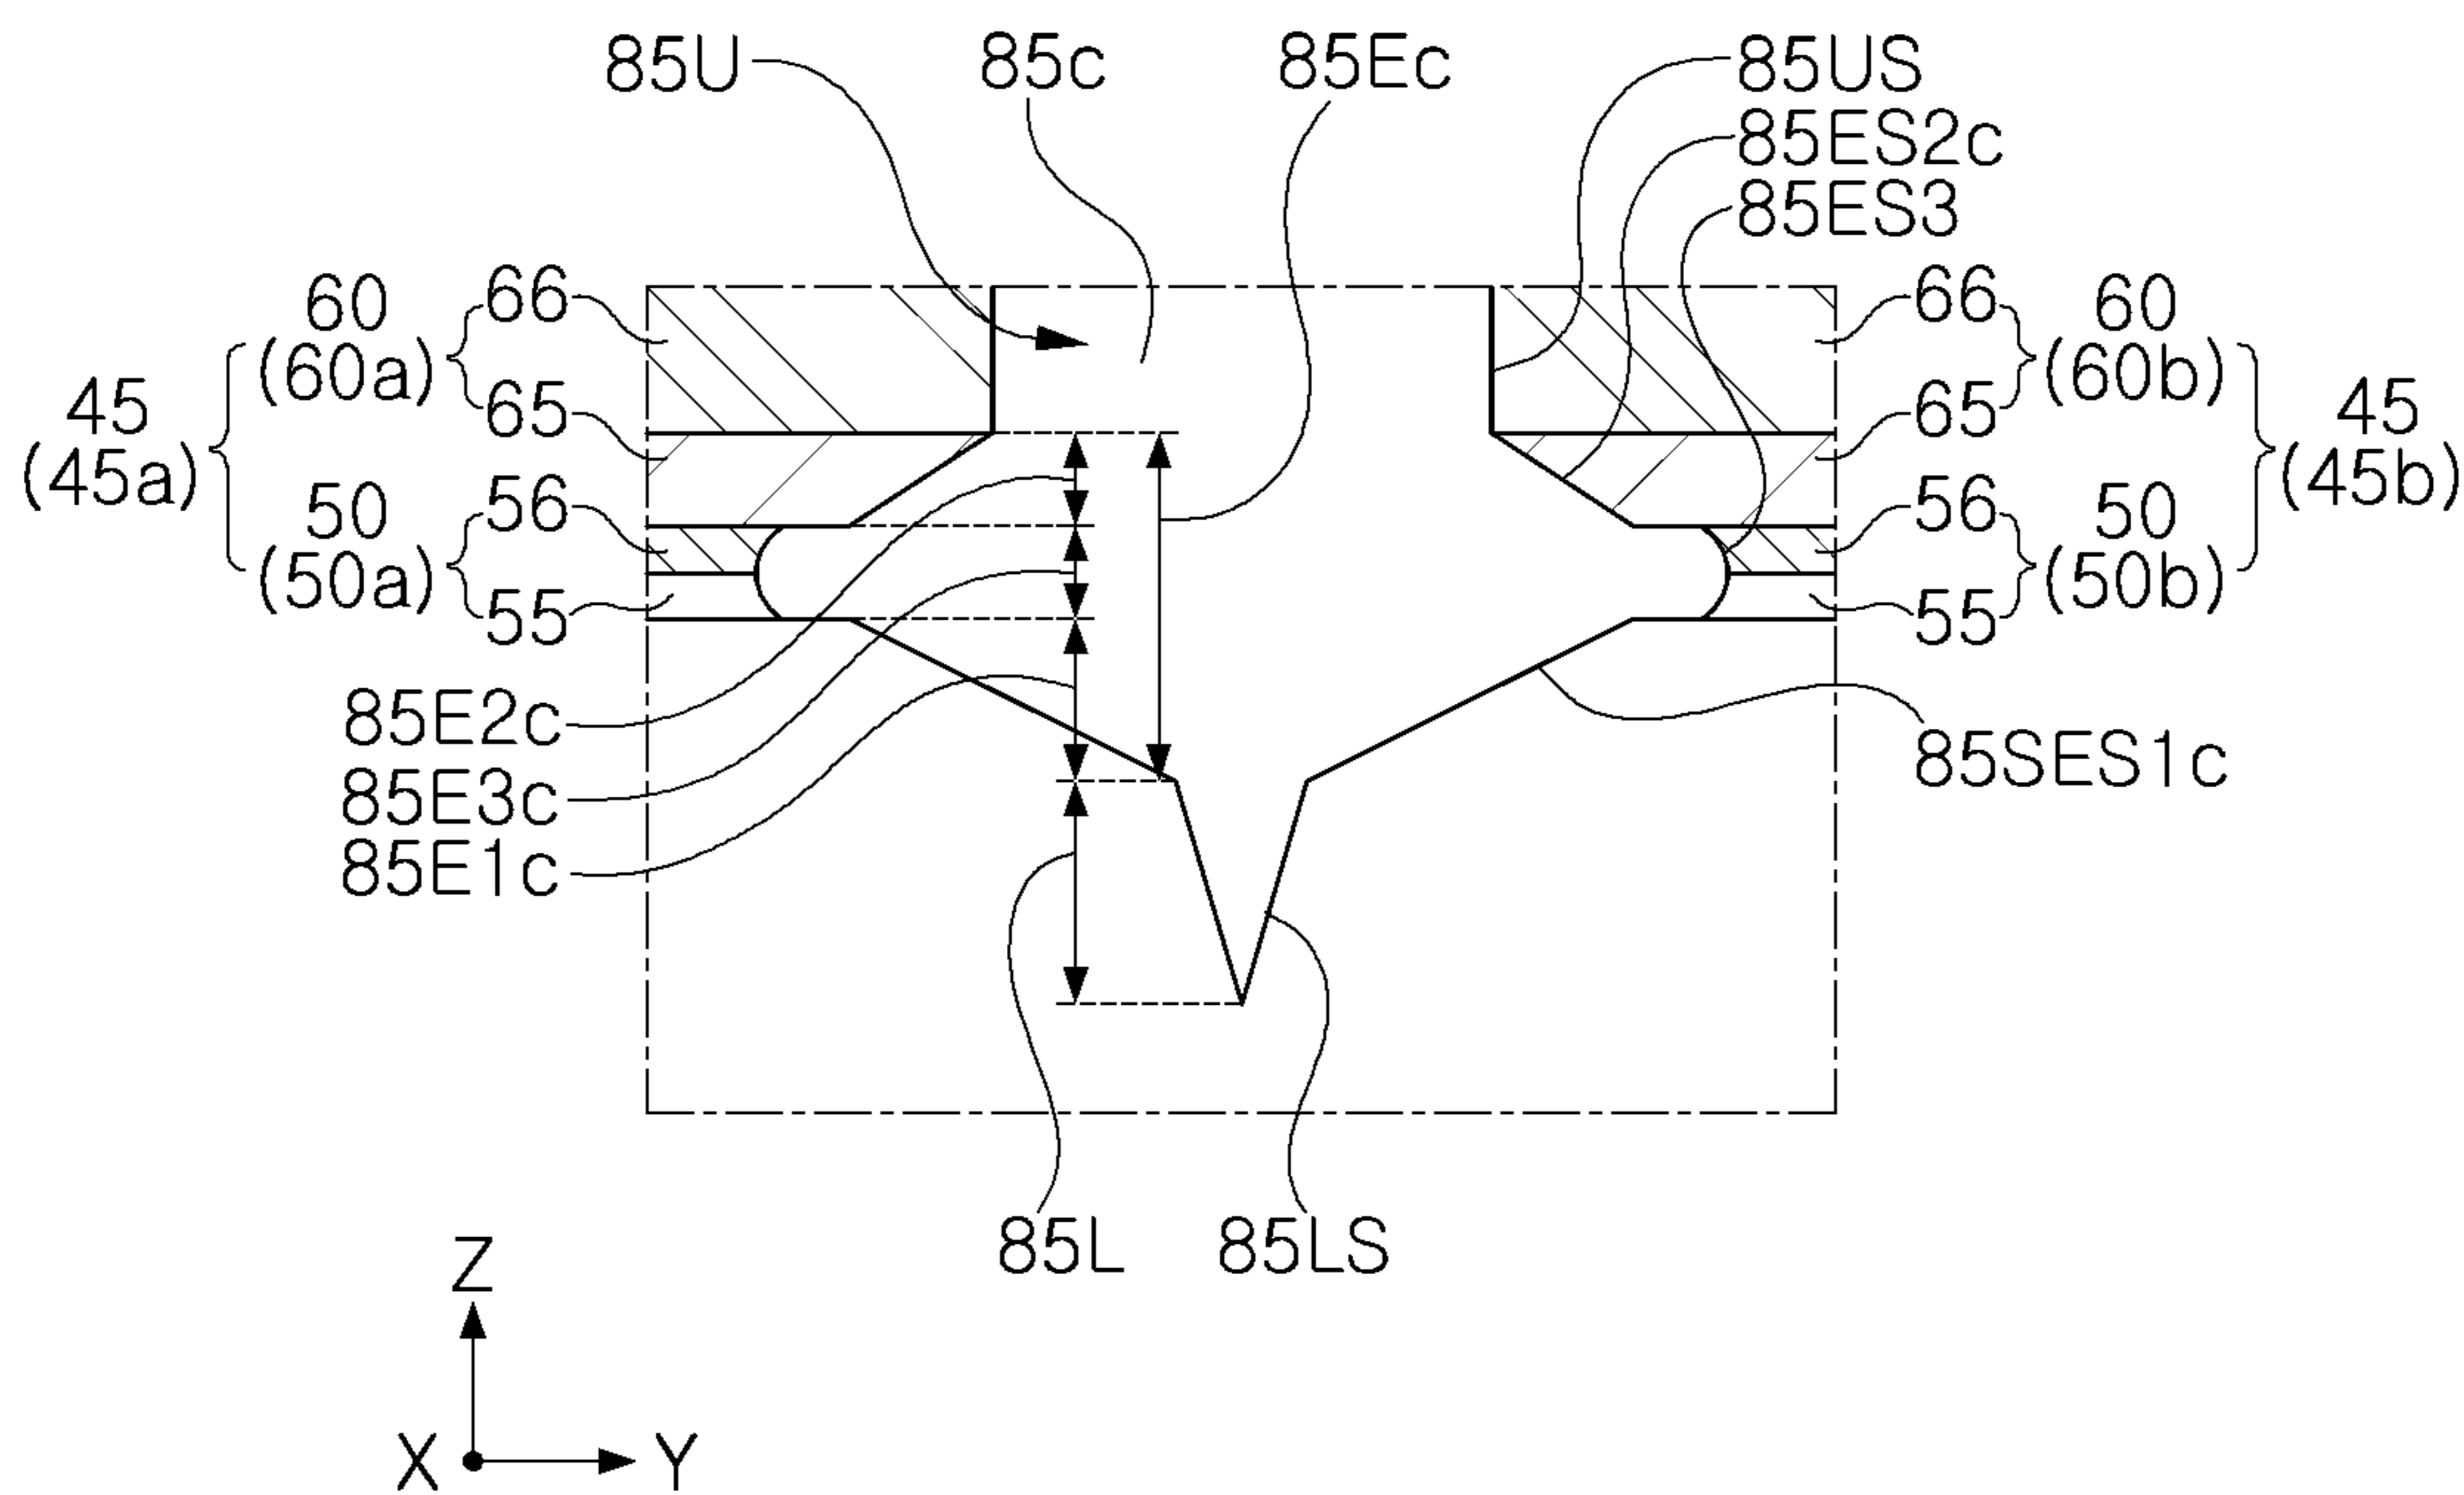 85U 85c 85Ec 85US
85ES2c
85ES3
60 66 66 60
(60a) (60b)
45 65 65 45
(45a) (45b)
50 56 56 50
(50a) (50b)
55 55
85E2c
85SES1c
85E3c
85E1c
85L 85LS
Z
X Y